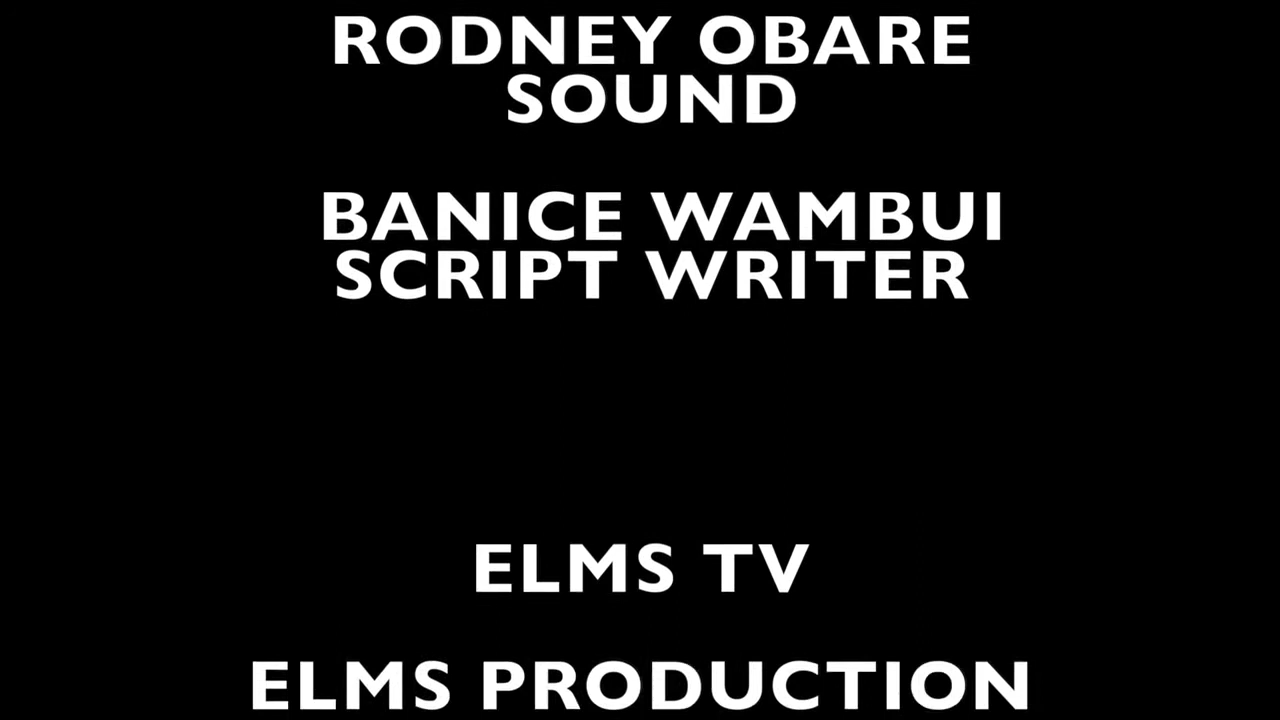 RODNEY OBARE
SOUND
BANICE WAMBUI
SCRIPT WRITER
ELMS TV
ELMS PRODUCTION